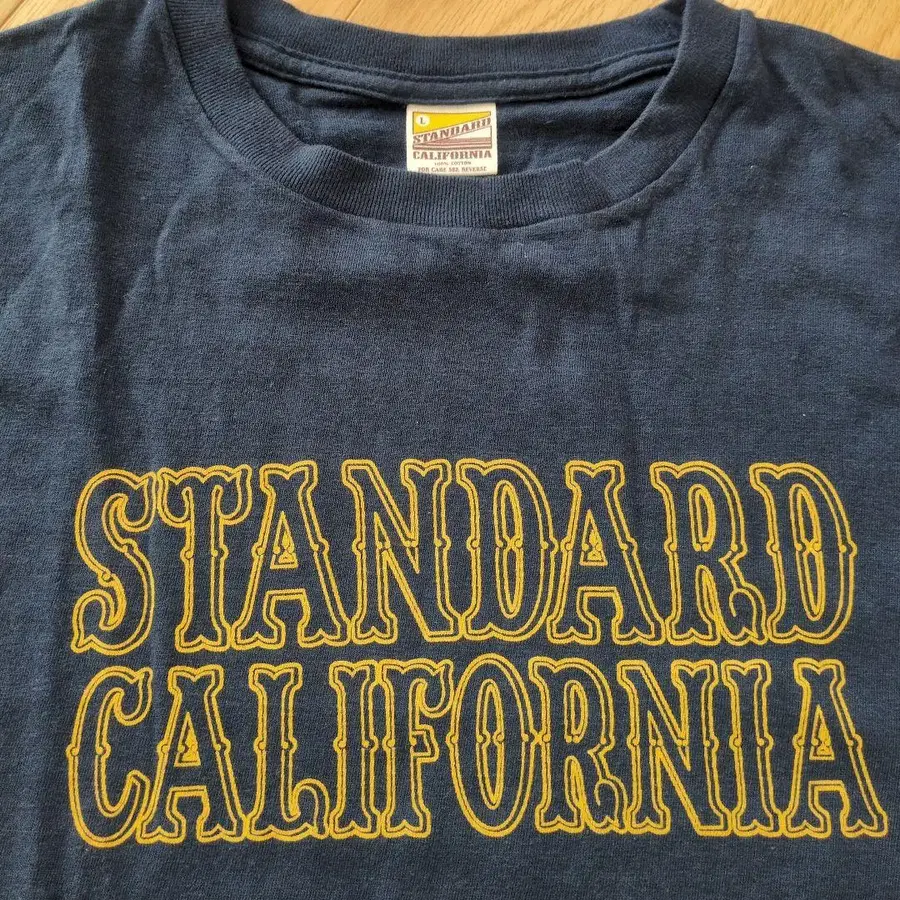 L
STANDARD
CALIFORNIA
100% COTTON
FOR CARE SEE REVERSE
STANDARD
CALIFORNIA